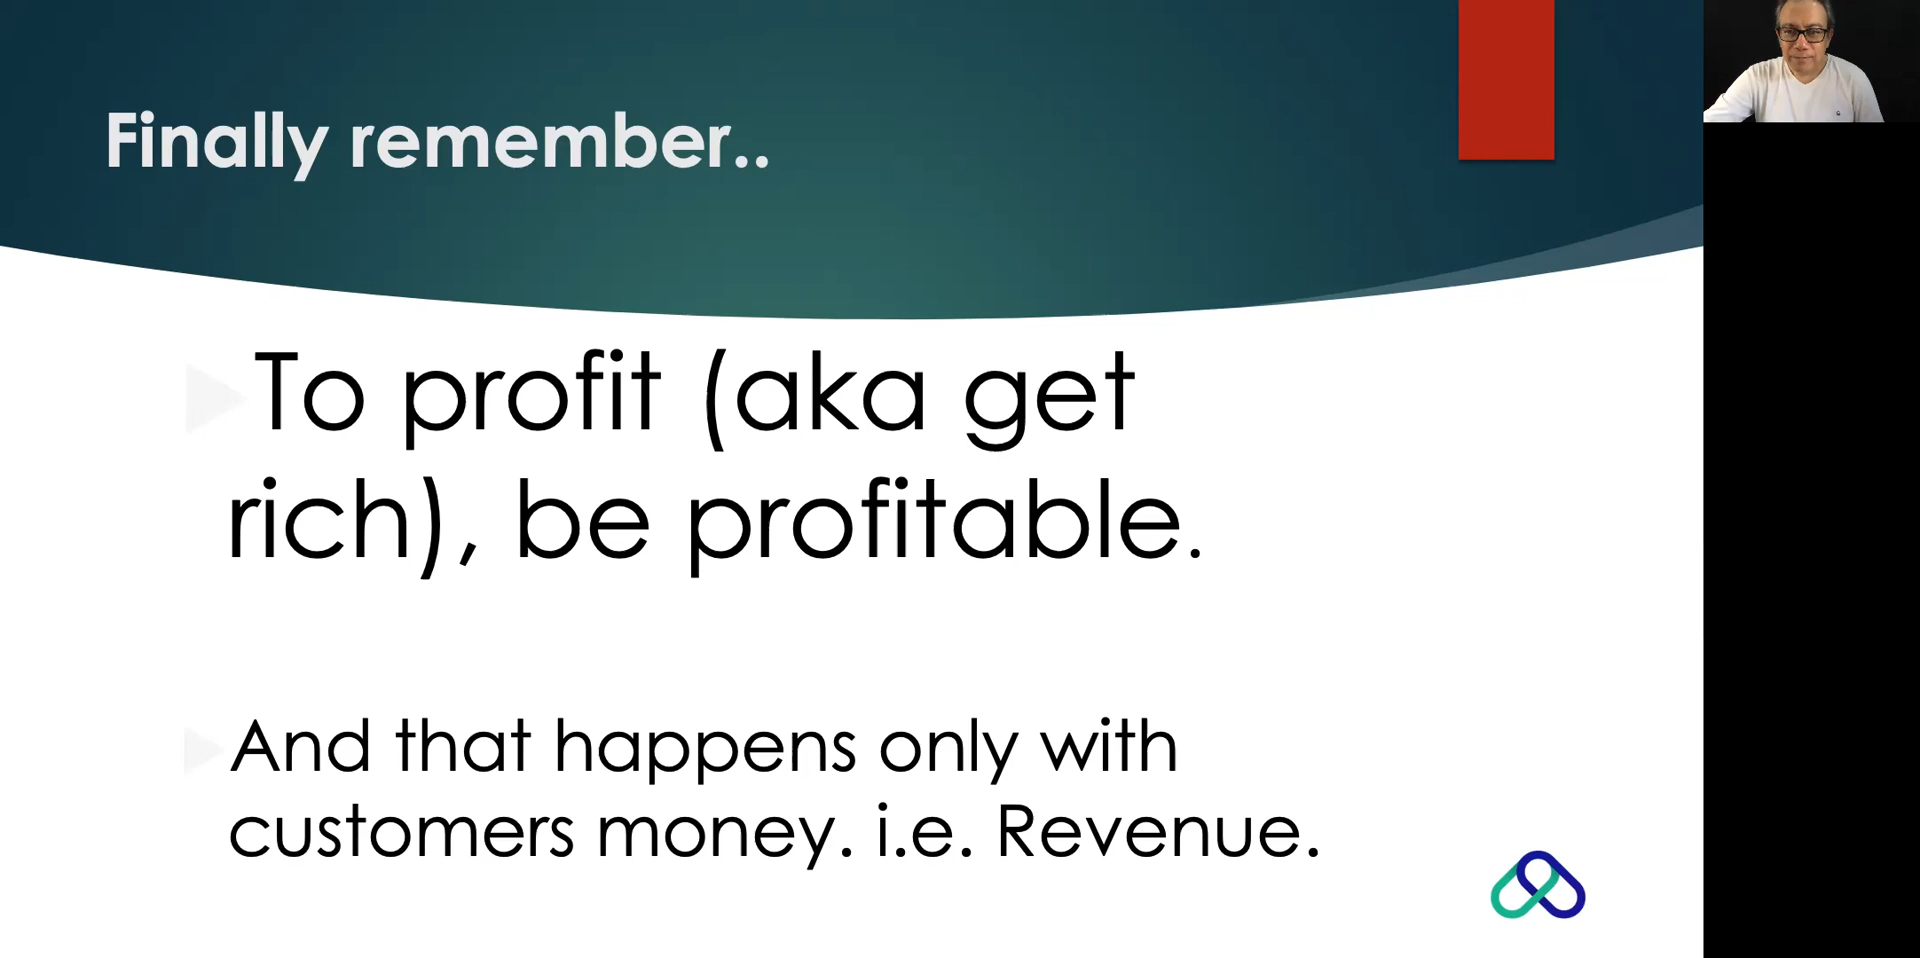 Finally remember..
To profit (aka get
rich), be profitable.
And that happens only with
customers money. i.e. Revenue.